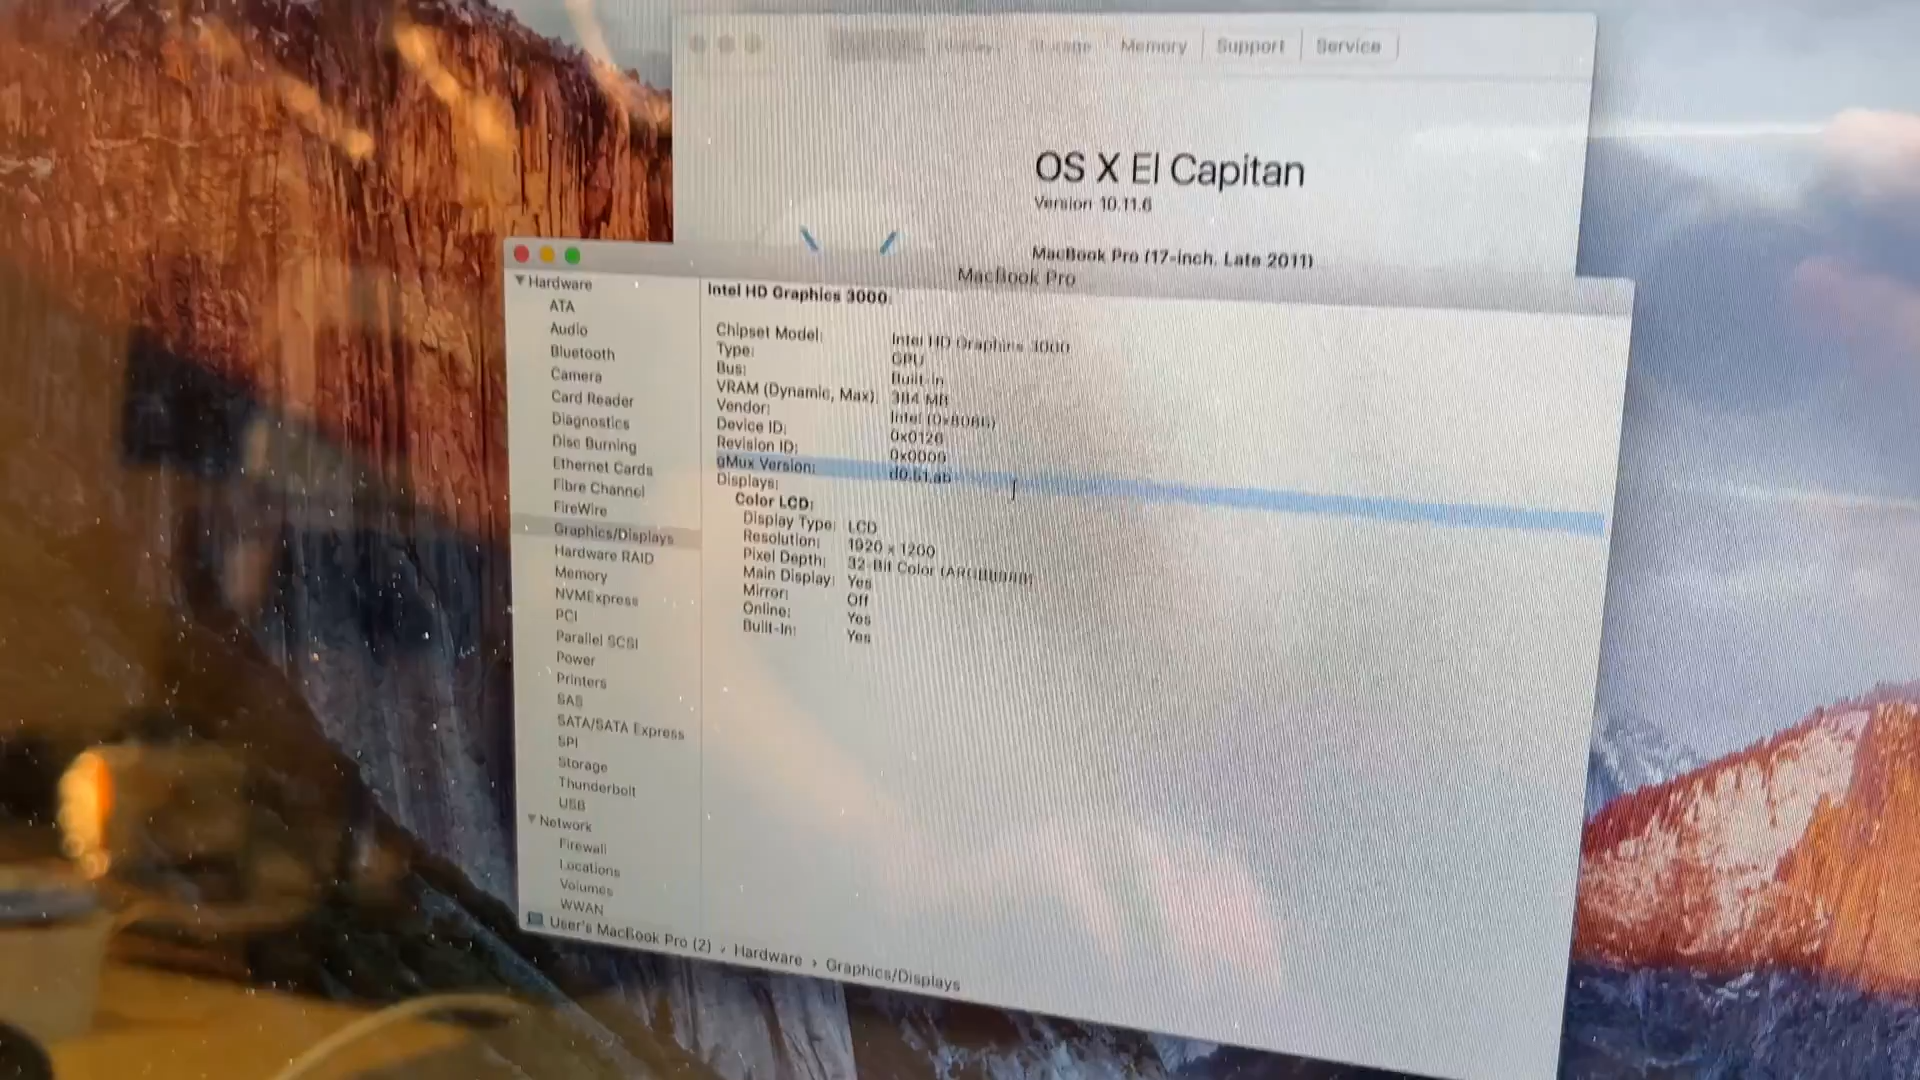 Storage Memory Support Service
OS X El Capitan
Version 10.11.6
MacBook Pro (17-inch, Late 2011)
MacBook Pro
Hardware
ATA
Audio
Bluetooth
Camera
Card Reader
Diagnostics
Disc Burning
Ethernet Cards
Fibre Channel
FireWire
Graphics/Displays
Hardware RAID
Memory
NVMExpress
PCI
Parallel SCSI
Power
Printers
SAS
SATA/SATA Express
SPI
Storage
Thunderbolt
USB
Network
Firewall
Locations
Volumes
WWAN
Intel HD Graphics 3000:
Chipset Model: Intel HD Graphics 3000
Type: GPU
Bus: Built-In
VRAM (Dynamic, Max): 384 MB
Vendor: Intel (0x8086)
Device ID: 0x0126
Revision ID: 0x0009
gMux Version:
Displays:
Color LCD:
Display Type: LCD
Resolution: 1920 x 1200
Pixel Depth: 32-Bit Color (ARGB8888)
Main Display: Yes
Mirror: Off
Online: Yes
Built-In: Yes
User's MacBook Pro (2) › Hardware › Graphics/Displays